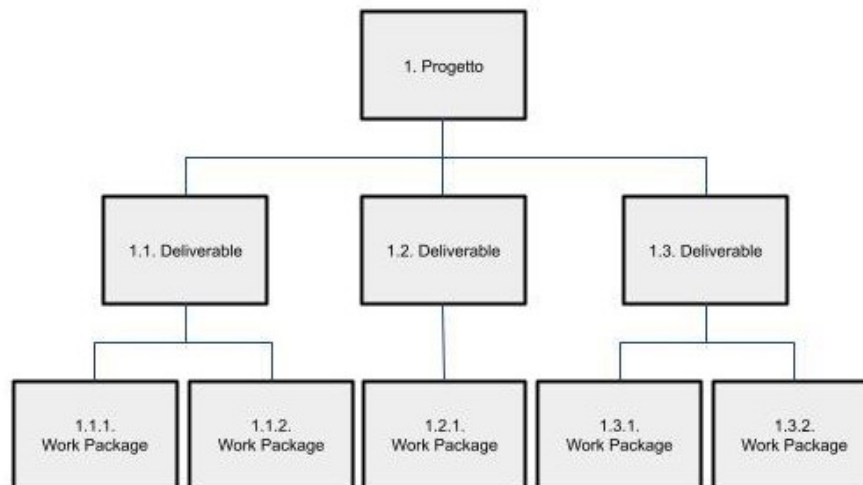 1. Progetto
1.1. Deliverable
1.2. Deliverable
1.3. Deliverable
1.1.1.
Work Package
1.1.2.
Work Package
1.2.1.
Work Package
1.3.1.
Work Package
1.3.2.
Work Package